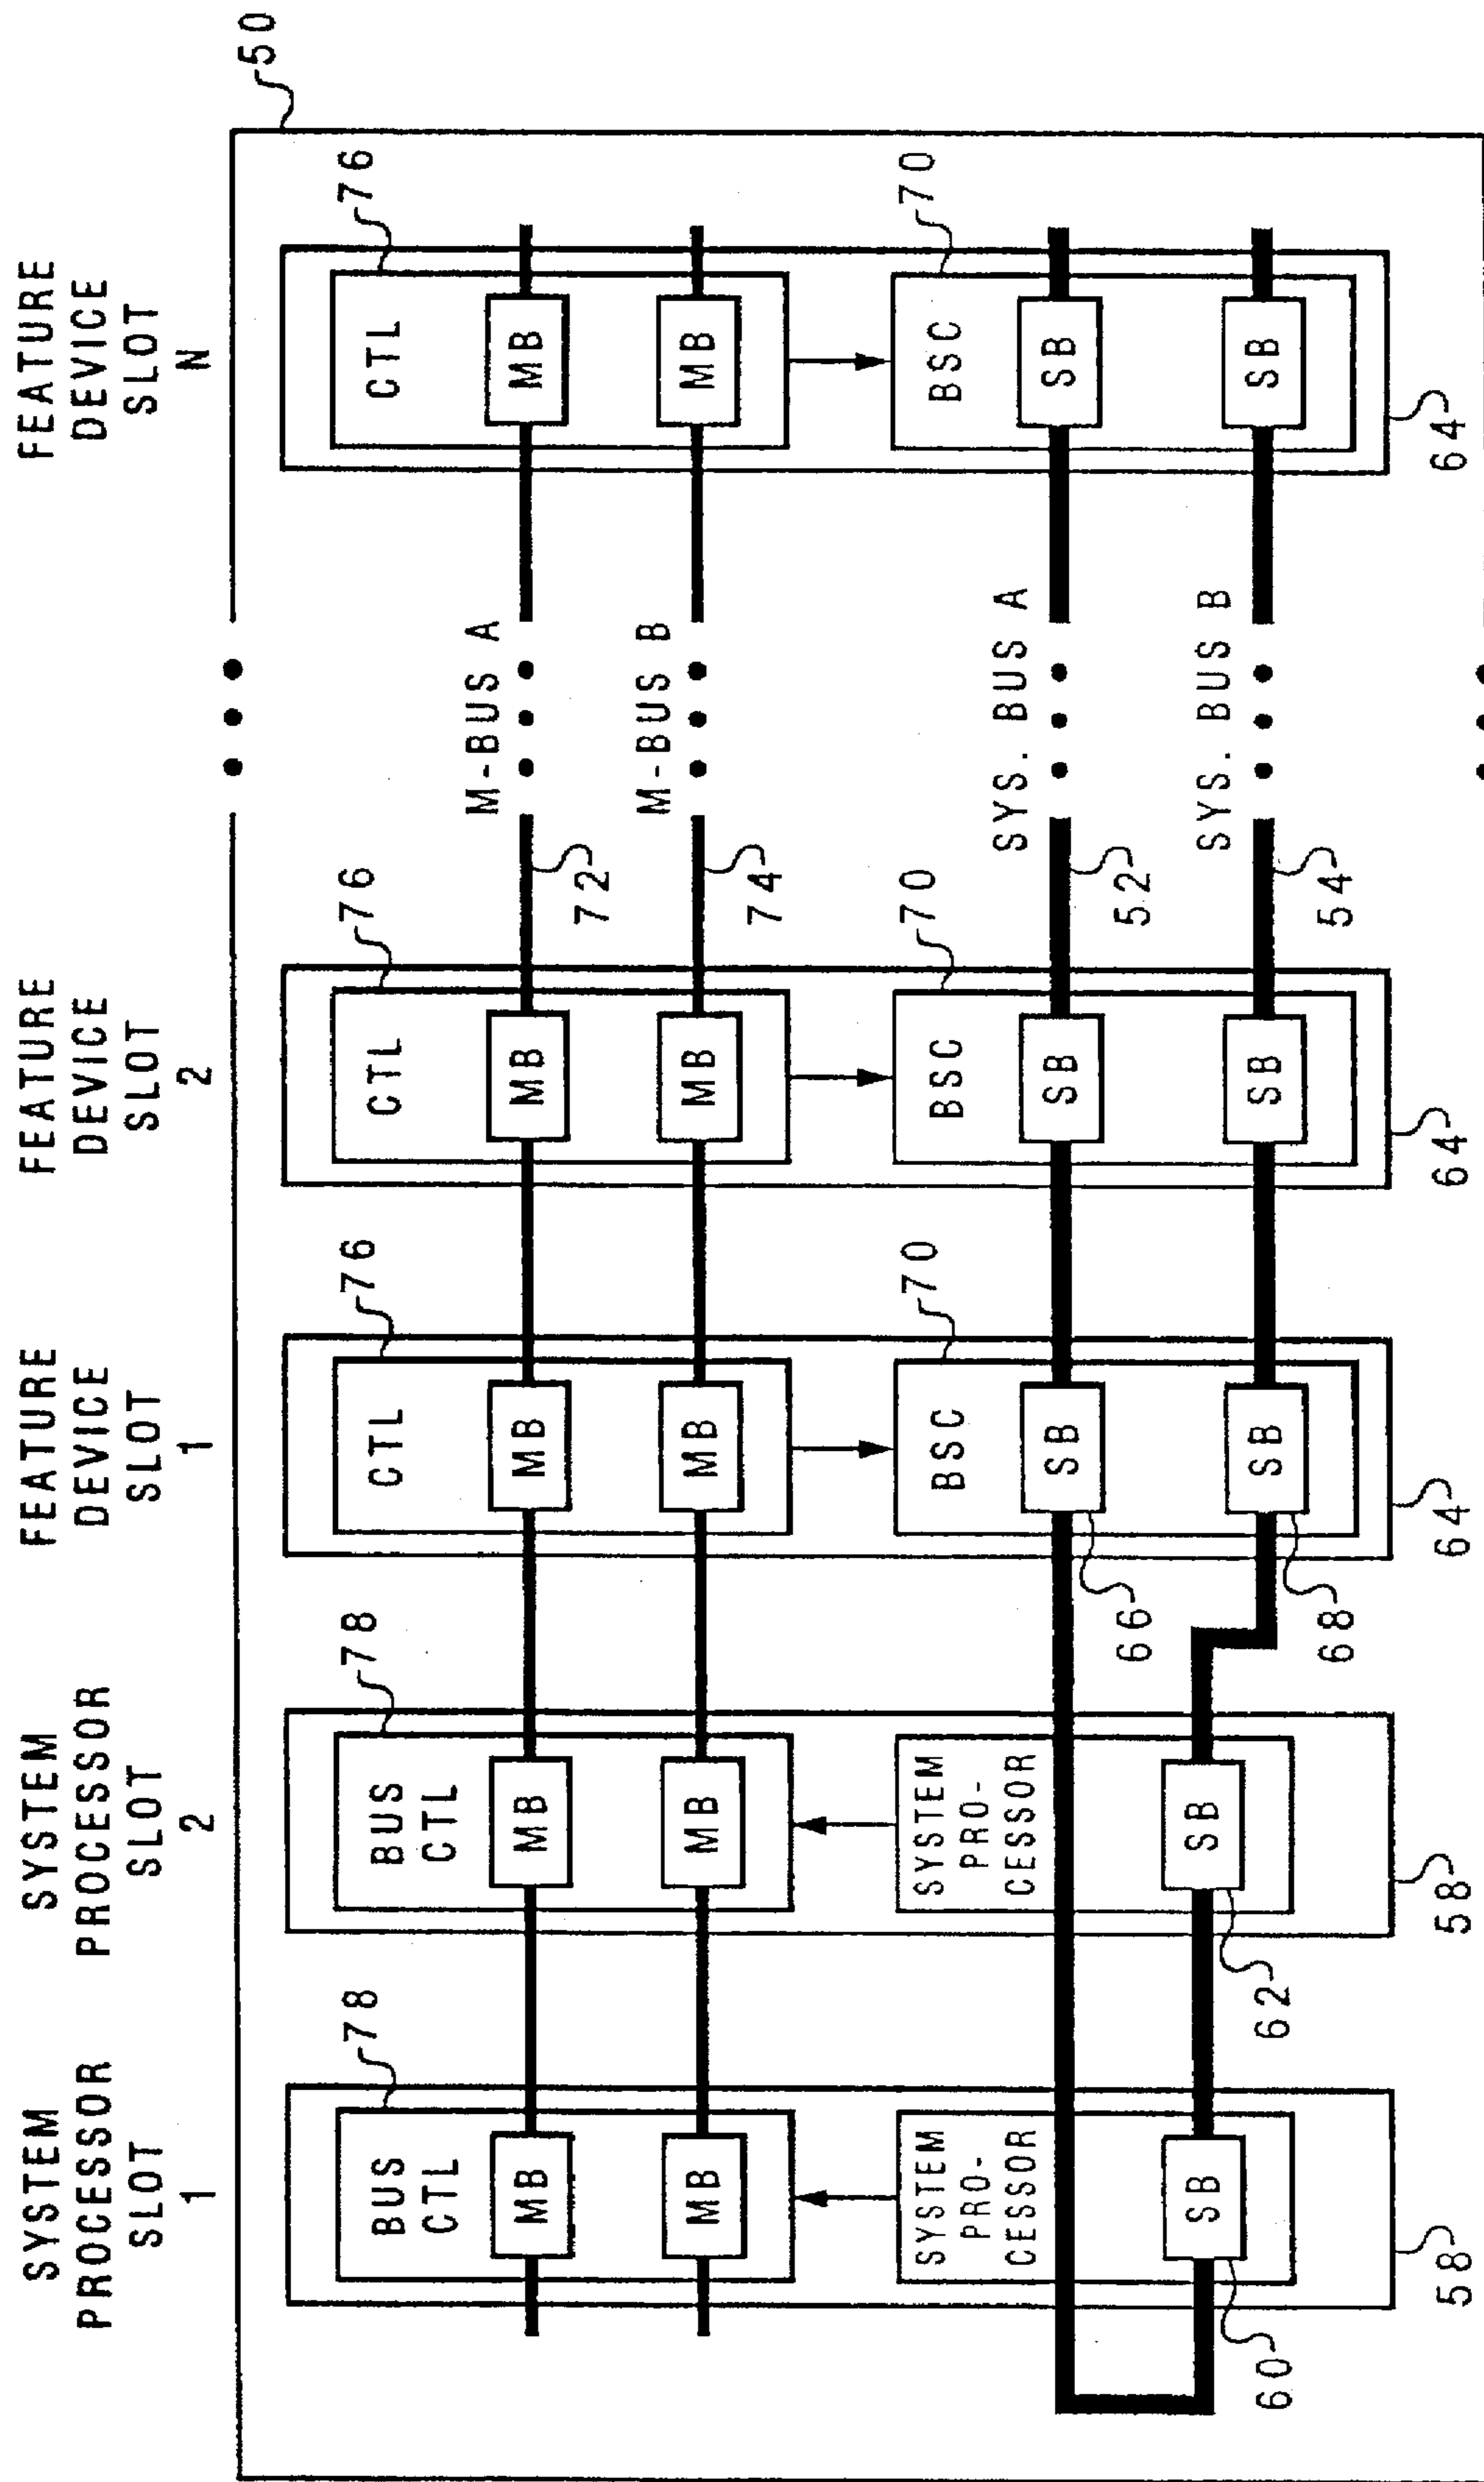 SYSTEM
PROCESSOR
SLOT
1
SYSTEM
PROCESSOR
SLOT
2
FEATURE
DEVICE
SLOT
1
FEATURE
DEVICE
SLOT
2
FEATURE
DEVICE
SLOT
N
50
78
78
76
76
76
BUS
CTL
BUS
CTL
CTL
CTL
CTL
M-BUS A
MB
MB
MB
MB
MB
72
M-BUS B
MB
MB
MB
MB
MB
74
70
70
70
SYSTEM
PRO-
CESSOR
SYSTEM
PRO-
CESSOR
BSC
BSC
BSC
SYS. BUS A
SB
SB
SB
66
52
SYS. BUS B
SB
SB
SB
SB
SB
60
62
68
54
58
58
64
64
64